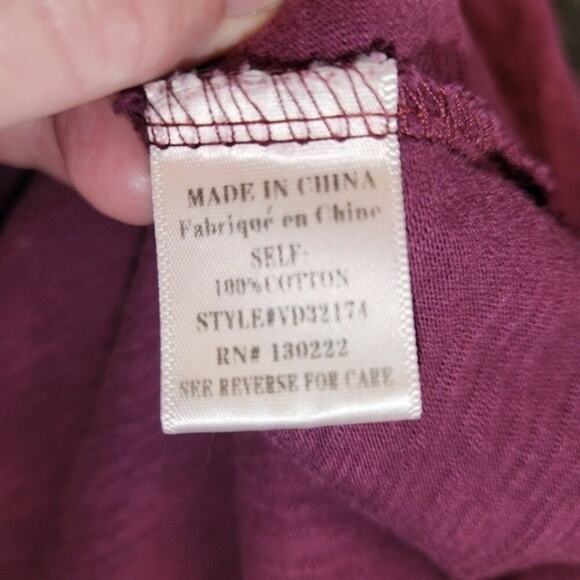 MADE IN CHINA
Fabriqué en Chine
SELF:
100%COTTON
STYLE#VD32174
RN# 130222
SEE REVERSE FOR CARE